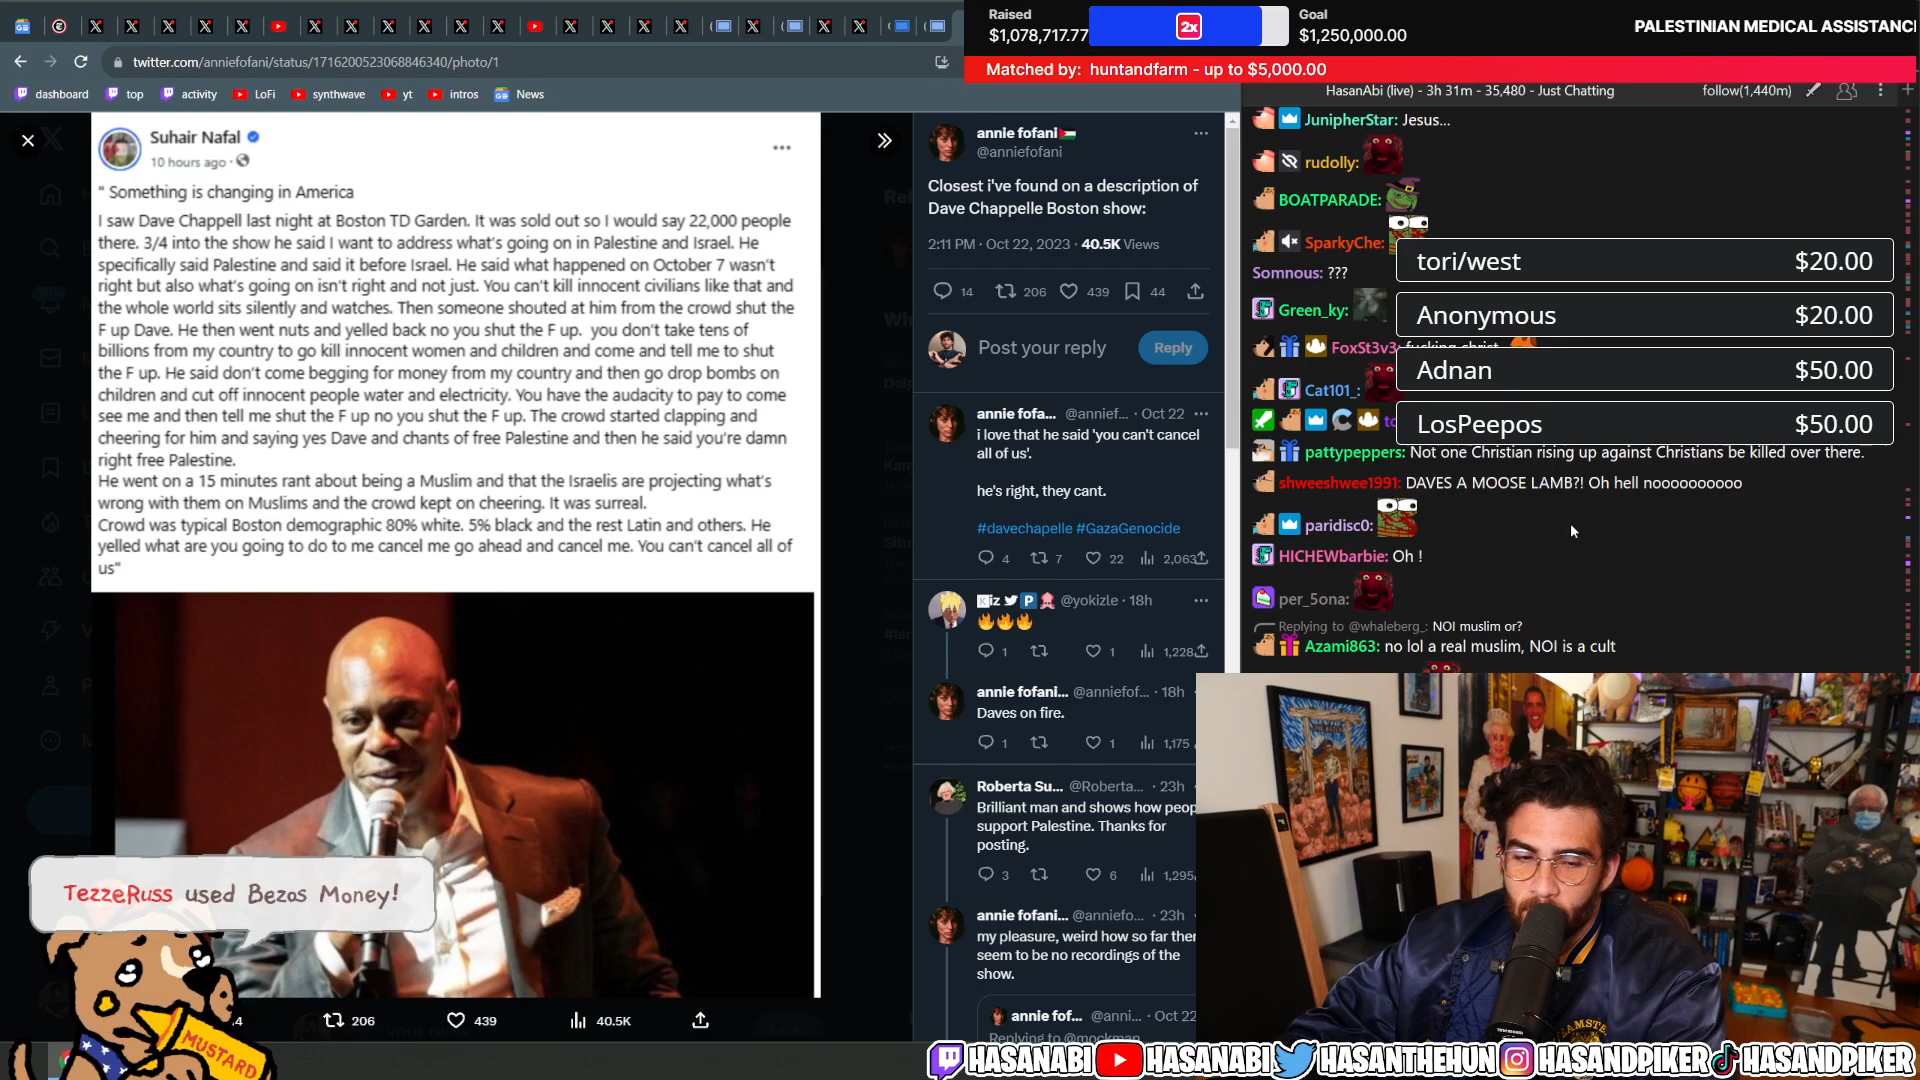 twitter.com/anniefofani/status/1716200523068846340/photo/1
dashboard
top
activity
LoFi
synthwave
yt
intros
News
Raised
$1,078,717.77
2x
Goal
$1,250,000.00
PALESTINIAN MEDICAL ASSISTANC
Matched by: huntandfarm - up to $5,000.00
HasanAbi (live) - 3h 31m - 35,480 - Just Chatting
follow(1,440m)
Suhair Nafal
10 hours ago
" Something is changing in America
I saw Dave Chappell last night at Boston TD Garden. It was sold out so I would say 22,000 people
there. 3/4 into the show he said I want to address what's going on in Palestine and Israel. He
specifically said Palestine and said it before Israel. He said what happened on October 7 wasn't
right but also what's going on isn't right and not just. You can't kill innocent civilians like that and
the whole world sits silently and watches. Then someone shouted at him from the crowd shut the
F up Dave. He then went nuts and yelled back no you shut the F up. you don't take tens of
billions from my country to go kill innocent women and children and come and tell me to shut
the F up. He said don't come begging for money from my country and then go drop bombs on
children and cut off innocent people water and electricity. You have the audacity to pay to come
see me and then tell me shut the F up no you shut the F up. The crowd started clapping and
cheering for him and saying yes Dave and chants of free Palestine and then he said you're damn
right free Palestine.
He went on a 15 minutes rant about being a Muslim and that the Israelis are projecting what's
wrong with them on Muslims and the crowd kept on cheering. It was surreal.
Crowd was typical Boston demographic 80% white. 5% black and the rest Latin and others. He
yelled what are you going to do to me cancel me go ahead and cancel me. You can't cancel all of
us"
TezzeRuss used Bezos Money!
MUSTARD
206
439
40.5K
annie fofani
@anniefofani
Closest i've found on a description of
Dave Chappelle Boston show:
2:11 PM · Oct 22, 2023 · 40.5K Views
14
206
439
44
Post your reply
Reply
annie fofa... @annief... · Oct 22
i love that he said 'you can't cancel
all of us'.
he's right, they cant.
#davechapelle #GazaGenocide
4
7
22
2,063
Kiz @yokizle · 18h
1
1
1,228
annie fofani... @anniefof... · 18h
Daves on fire.
1
1
1,175
Roberta Su... @Roberta... · 23h
Brilliant man and shows how peop
support Palestine. Thanks for
posting.
3
6
1,295
annie fofani... @anniefo... · 23h
my pleasure, weird how so far ther
seem to be no recordings of the
show.
annie fof... @anni... · Oct 22
Replying to @mockman
JunipherStar: Jesus...
rudolly:
BOATPARADE:
SparkyChe:
Somnous: ???
Green_ky:
FoxSt3v3: fucking christ
Cat101_:
pattypeppers: Not one Christian rising up against Christians be killed over there.
shweeshwee1991: DAVES A MOOSE LAMB?! Oh hell noooooooooo
paridisc0:
HICHEWbarbie: Oh !
per_5ona:
Replying to @whaleberg_: NOI muslim or?
Azami863: no lol a real muslim, NOI is a cult
tori/west $20.00
Anonymous $20.00
Adnan $50.00
LosPeepos $50.00
HASANABI HASANABI HASANTHEHUN HASANDPIKER HASANDPIKER